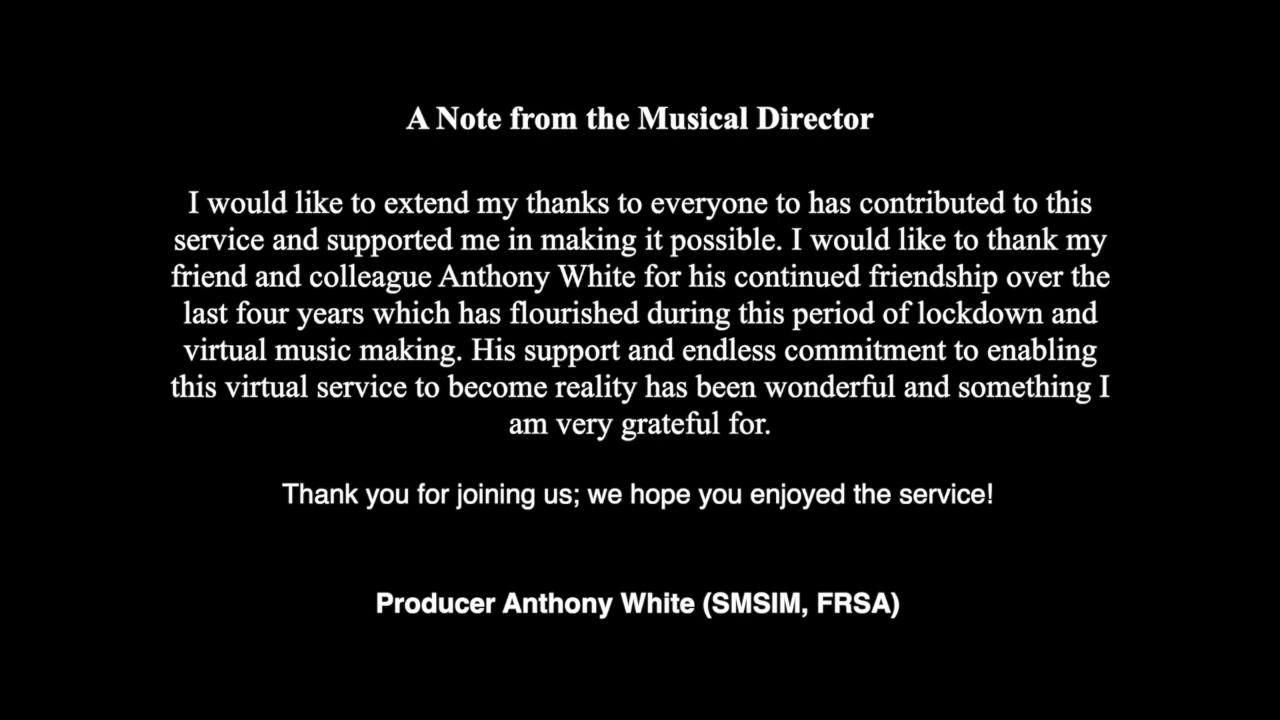 A Note from the Musical Director
I would like to extend my thanks to everyone to has contributed to this
service and supported me in making it possible. I would like to thank my
friend and colleague Anthony White for his continued friendship over the
last four years which has flourished during this period of lockdown and
virtual music making. His support and endless commitment to enabling
this virtual service to become reality has been wonderful and something I
am very grateful for.
Thank you for joining us; we hope you enjoyed the service!
Producer Anthony White (SMSIM, FRSA)